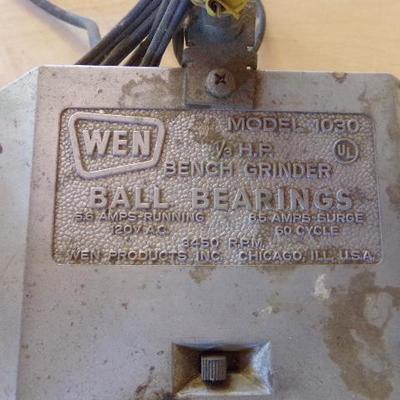 WEN
MODEL 1030
1/3 H.P. UL
BENCH GRINDER
BALL BEARINGS
5.6 AMPS-RUNNING 8.5 AMPS-SURGE
120V A.C. 60 CYCLE
3450 R.P.M.
WEN PRODUCTS, INC. CHICAGO, ILL. U.S.A.